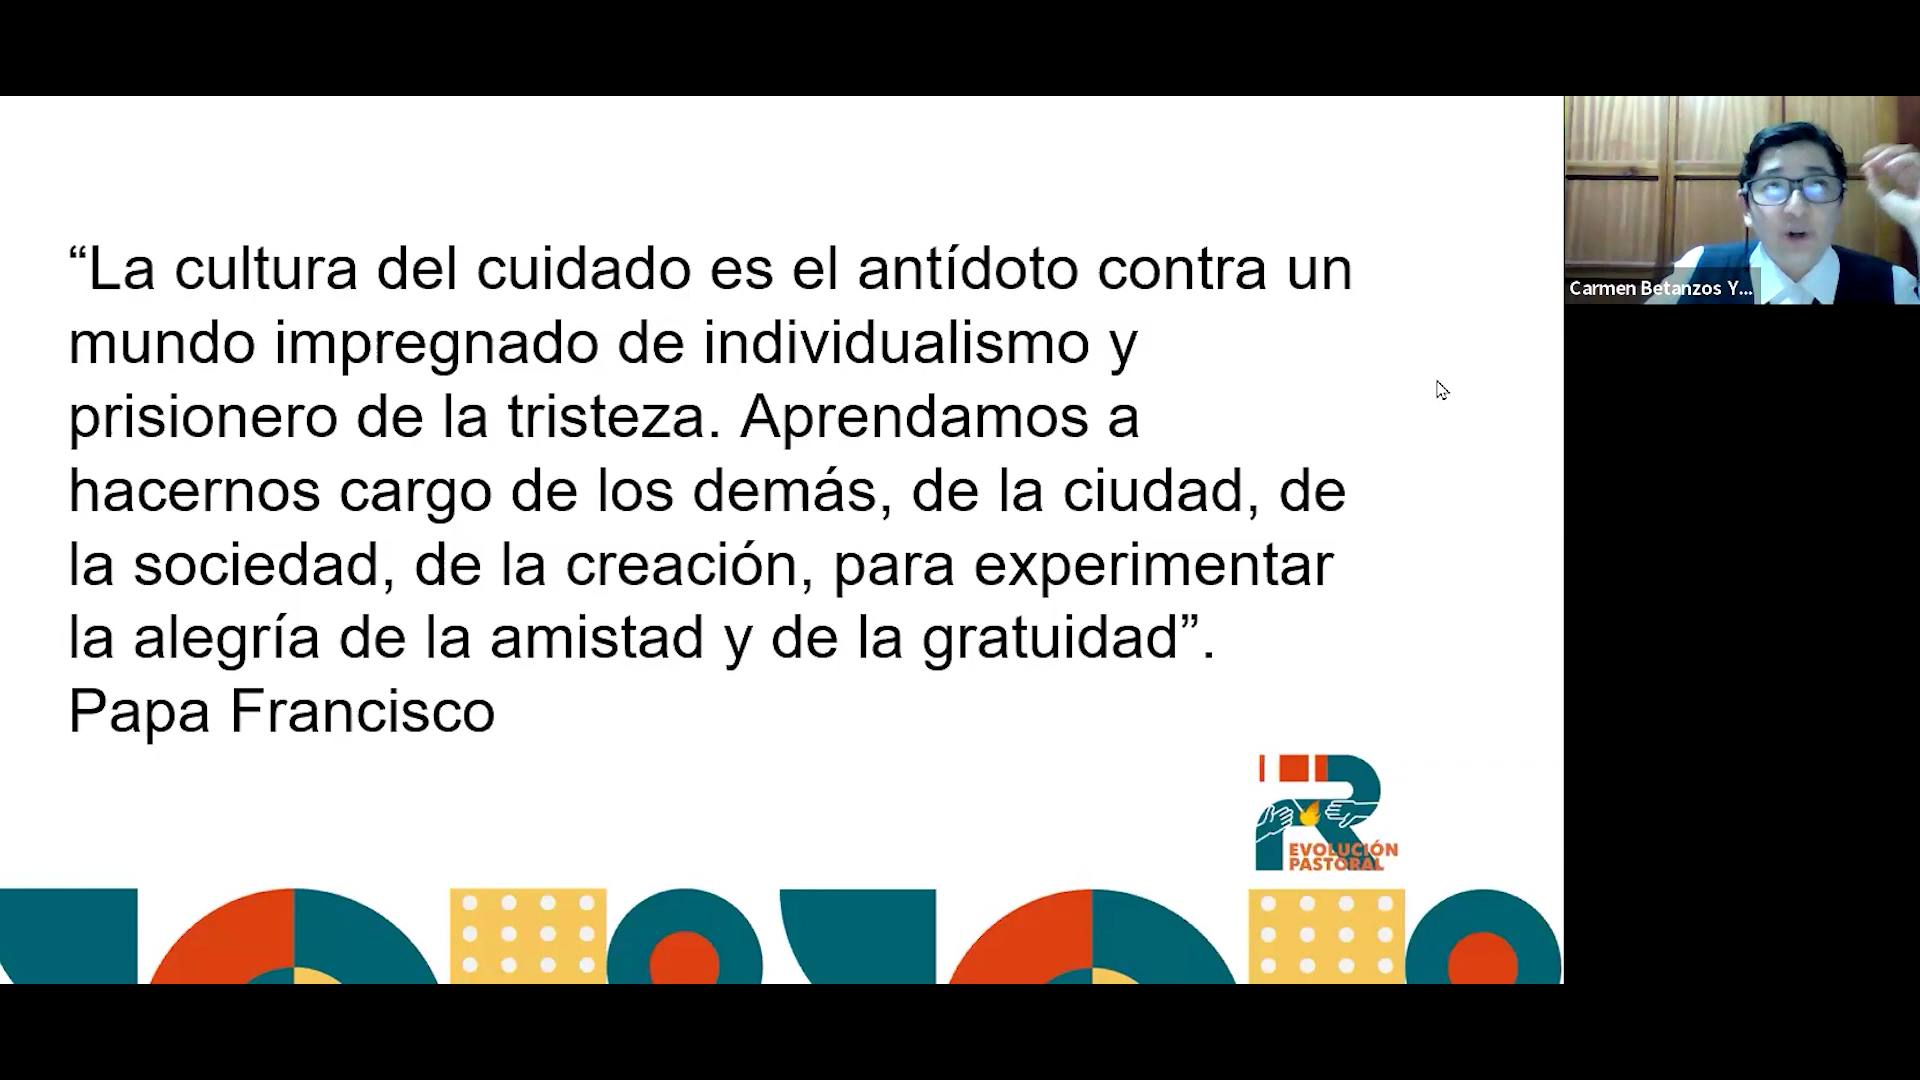 “La cultura del cuidado es el antídoto contra un
mundo impregnado de individualismo y
prisionero de la tristeza. Aprendamos a
hacernos cargo de los demás, de la ciudad, de
la sociedad, de la creación, para experimentar
la alegría de la amistad y de la gratuidad”.
Papa Francisco
Carmen Betanzos Y...
R
EVOLUCIÓN
PASTORAL